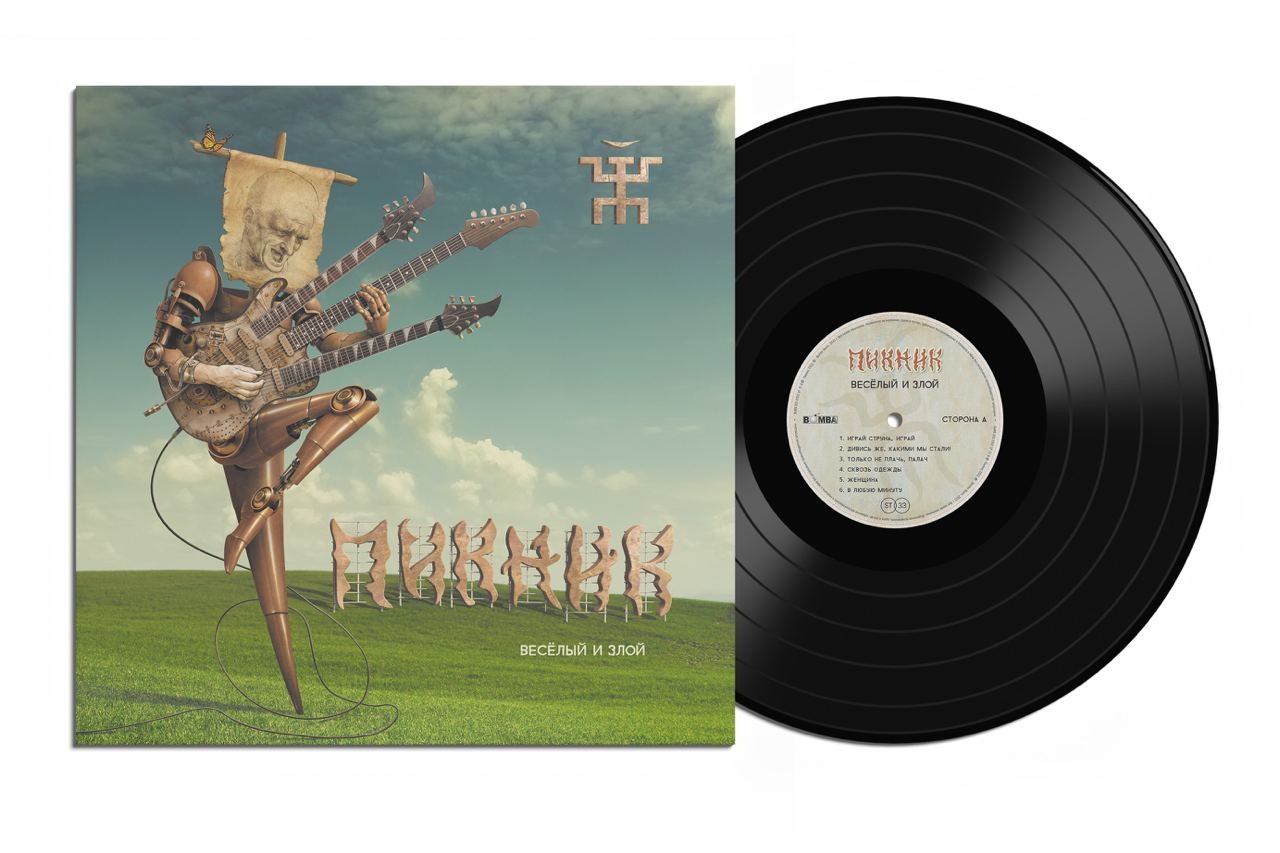 ПИКНИК
ВЕСЁЛЫЙ И ЗЛОЙ
ПИКНИК
ВЕСЁЛЫЙ И ЗЛОЙ
BOMBA
СТОРОНА А
1. ИГРАЙ СТРУНА, ИГРАЙ
2. ДИВИСЬ ЖЕ, КАКИМИ МЫ СТАЛИ!
3. ТОЛЬКО НЕ ПЛАЧЬ, ПАЛАЧ
4. СКВОЗЬ ОДЕЖДЫ
5. ЖЕНЩИНА
6. В ЛЮБУЮ МИНУТУ
ST 33